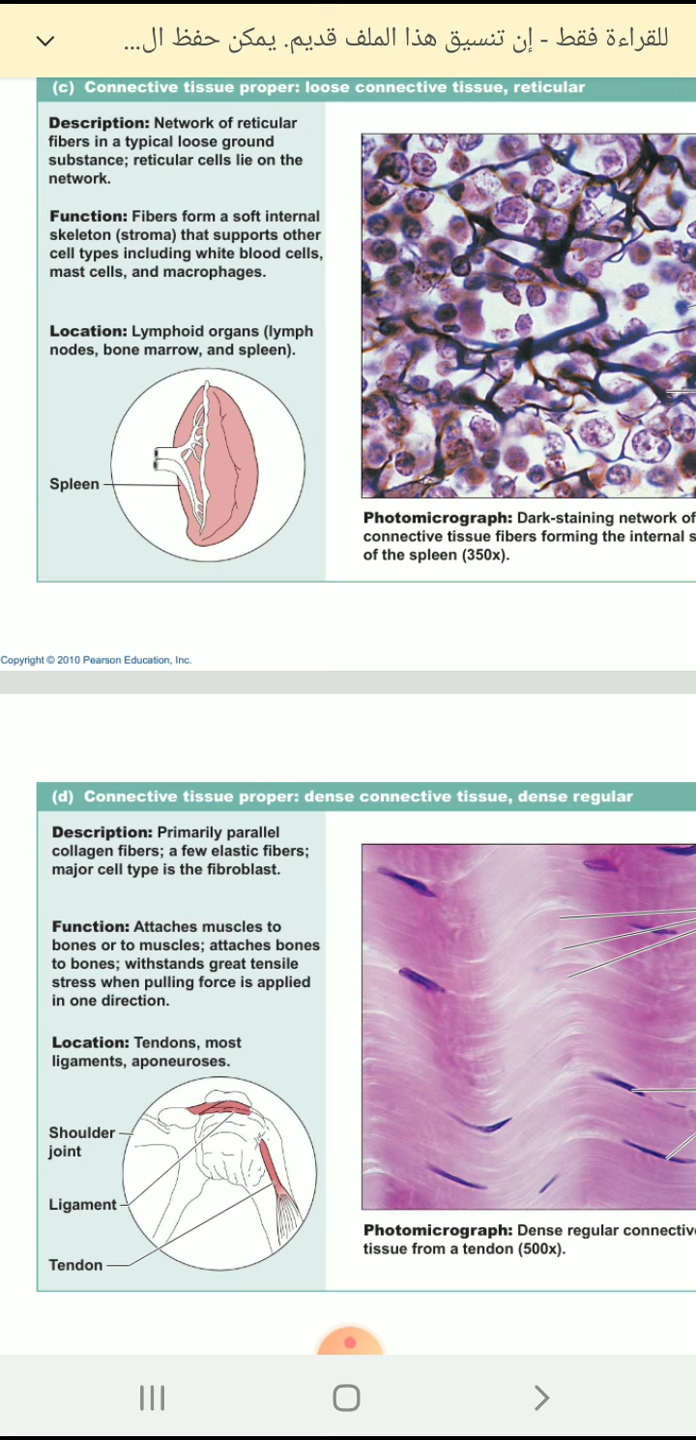 للقراءة فقط - إن تنسيق هذا الملف قديم. يمكن حفظ ال...
(c) Connective tissue proper: loose connective tissue, reticular
Description: Network of reticular
fibers in a typical loose ground
substance; reticular cells lie on the
network.
Function: Fibers form a soft internal
skeleton (stroma) that supports other
cell types including white blood cells,
mast cells, and macrophages.
Location: Lymphoid organs (lymph
nodes, bone marrow, and spleen).
Spleen
Photomicrograph: Dark-staining network of
connective tissue fibers forming the internal s
of the spleen (350x).
Copyright © 2010 Pearson Education, Inc.
(d) Connective tissue proper: dense connective tissue, dense regular
Description: Primarily parallel
collagen fibers; a few elastic fibers;
major cell type is the fibroblast.
Function: Attaches muscles to
bones or to muscles; attaches bones
to bones; withstands great tensile
stress when pulling force is applied
in one direction.
Location: Tendons, most
ligaments, aponeuroses.
Shoulder
joint
Ligament
Tendon
Photomicrograph: Dense regular connective
tissue from a tendon (500x).